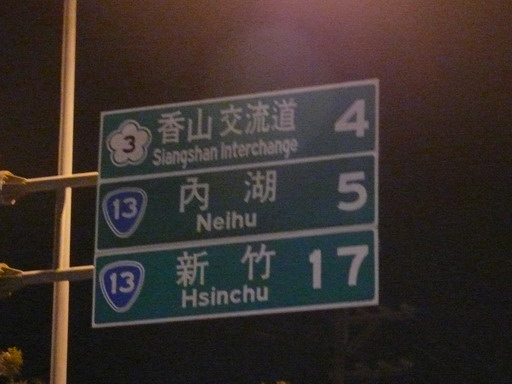 3 香山 交流道 4
Siangshan Interchange
13 內湖 5
Neihu
13 新竹 17
Hsinchu